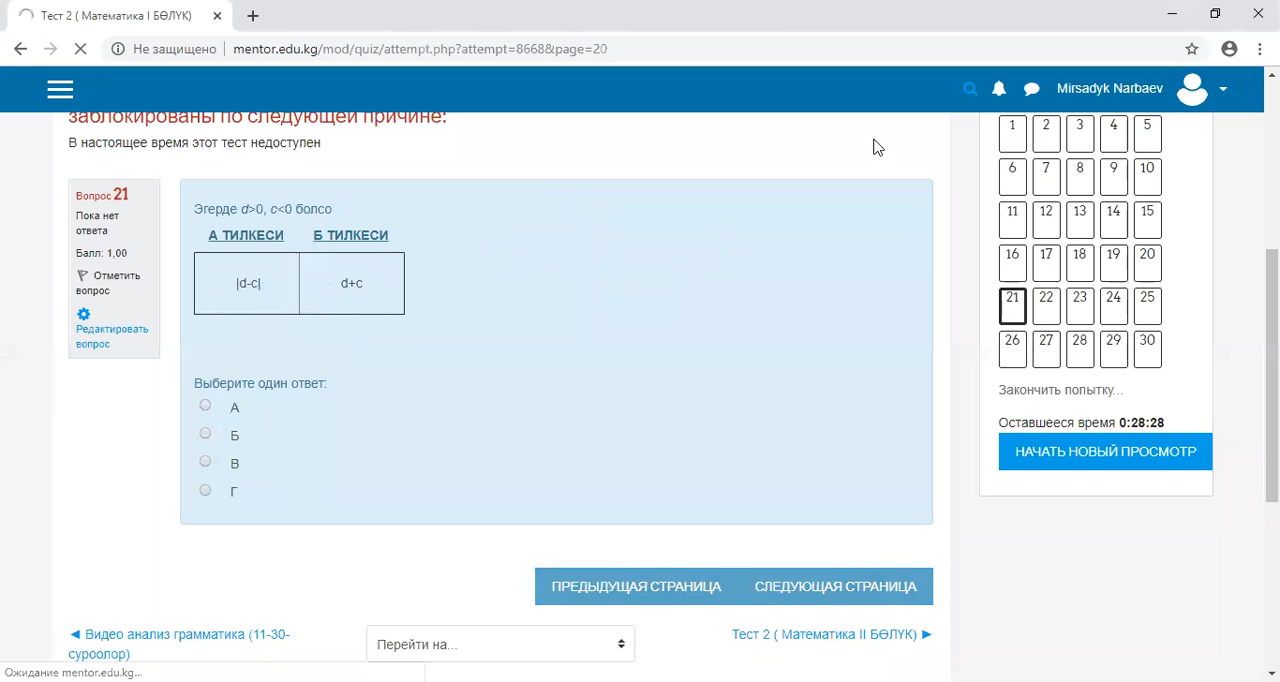 Тест 2 ( Математика I БӨЛҮК)
Не защищено
mentor.edu.kg/mod/quiz/attempt.php?attempt=8668&page=20
Mirsadyk Narbaev
заблокированы по следующей причине:
В настоящее время этот тест недоступен
Вопрос 21
Пока нет
ответа
Балл: 1,00
Отметить
вопрос
Редактировать
вопрос
Эгерде d>0, c<0 болсо
А ТИЛКЕСИ Б ТИЛКЕСИ
|d-c| d+c
Выберите один ответ:
А
Б
В
Г
ПРЕДЫДУЩАЯ СТРАНИЦА СЛЕДУЮЩАЯ СТРАНИЦА
◄ Видео анализ грамматика (11-30-
суроолор)
Перейти на...
Тест 2 ( Математика II БӨЛҮК) ►
1 2 3 4 5
6 7 8 9 10
11 12 13 14 15
16 17 18 19 20
21 22 23 24 25
26 27 28 29 30
Закончить попытку...
Оставшееся время 0:28:28
НАЧАТЬ НОВЫЙ ПРОСМОТР
Ожидание mentor.edu.kg...